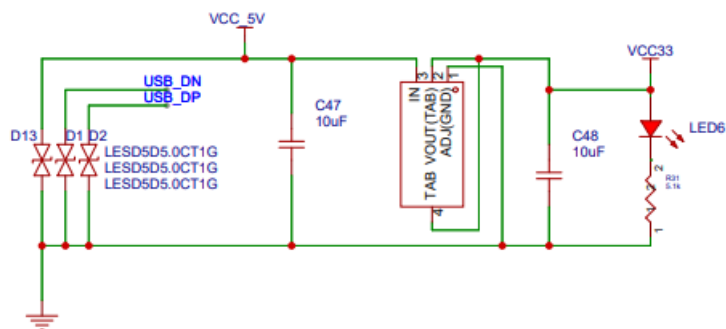 VCC_5V
VCC33
USB_DN
USB_DP
3
2
1
IN
VOUT(TAB)
ADJ(GND)
TAB
4
C47
10uF
C48
10uF
LED6
D13
D1
D2
LESD5D5.0CT1G
LESD5D5.0CT1G
LESD5D5.0CT1G
2
R31
5.1k
1